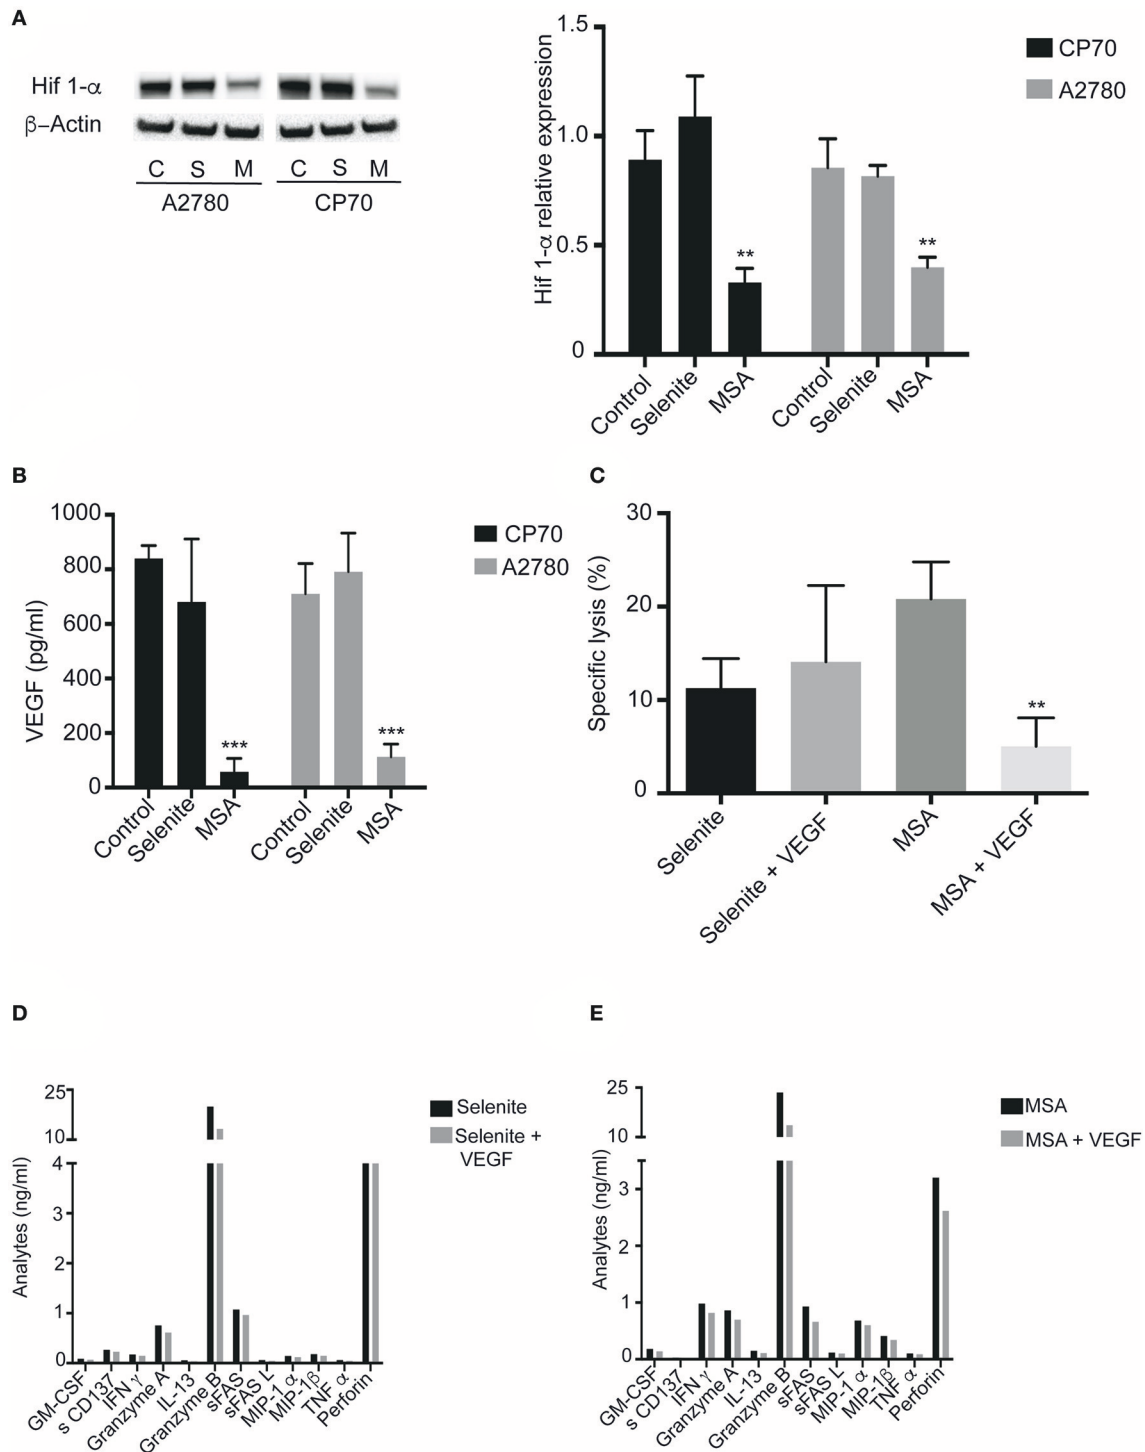 A
Hif 1-α
β–Actin
C S M C S M
A2780 CP70
Hif 1-α relative expression
1.5
1.0
0.5
0
** **
Control Selenite MSA Control Selenite MSA
CP70
A2780
B
VEGF (pg/ml)
1000
800
600
400
200
0
*** ***
Control Selenite MSA Control Selenite MSA
CP70
A2780
C
Specific lysis (%)
30
20
10
0
**
Selenite Selenite + VEGF MSA MSA + VEGF
D
Analytes (ng/ml)
25
10
4
3
2
1
0
GM-CSF s CD137 IFN γ Granzyme A IL-13 Granzyme B sFAS sFAS L MIP-1 α MIP-1β TNF α Perforin
Selenite
Selenite +
VEGF
E
Analytes (ng/ml)
25
10
3
2
1
0
GM-CSF s CD137 IFN γ Granzyme A IL-13 Granzyme B sFAS sFAS L MIP-1 α MIP-1β TNF α Perforin
MSA
MSA + VEGF